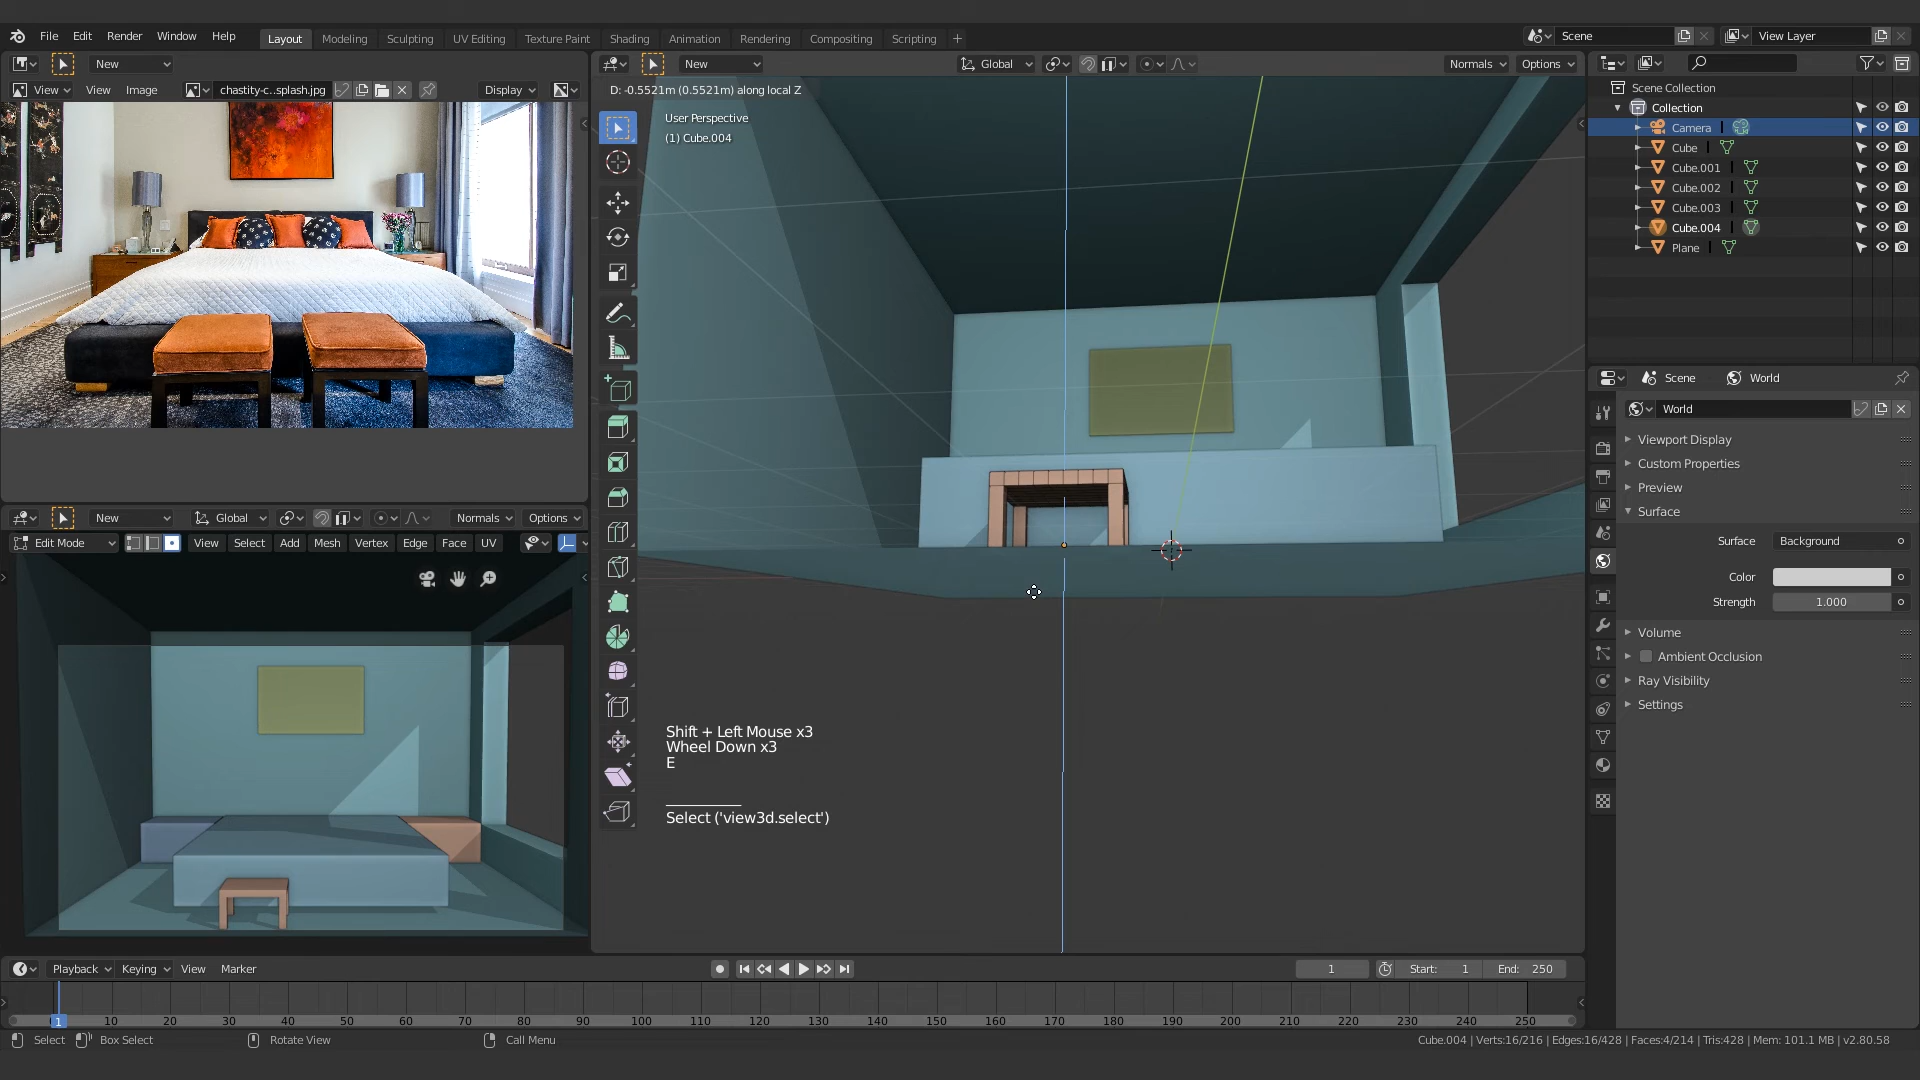 File Edit Render Window Help Layout Modeling Sculpting UV Editing Texture Paint Shading Animation Rendering Compositing Scripting + Scene View Layer
New New Global Normals Options
View View Image chastity-c..splash.jpg Display D: -0.5521m (0.5521m) along local Z Scene Collection
Collection
User Perspective
(1) Cube.004
Camera
Cube
Cube.001
Cube.002
Cube.003
Cube.004
Plane
Scene World
World
Viewport Display
Custom Properties
Preview
Surface
Surface Background
Color
Strength 1.000
Volume
Ambient Occlusion
Ray Visibility
Settings
New Global Normals Options
Edit Mode View Select Add Mesh Vertex Edge Face UV
Shift + Left Mouse x3
Wheel Down x3
E
Select ('view3d.select')
Playback Keying View Marker 1 Start: 1 End: 250
1 10 20 30 40 50 60 70 80 90 100 110 120 130 140 150 160 170 180 190 200 210 220 230 240 250
Select Box Select Rotate View Call Menu Cube.004 | Verts:16/216 | Edges:16/428 | Faces:4/214 | Tris:428 | Mem: 101.1 MB | v2.80.58